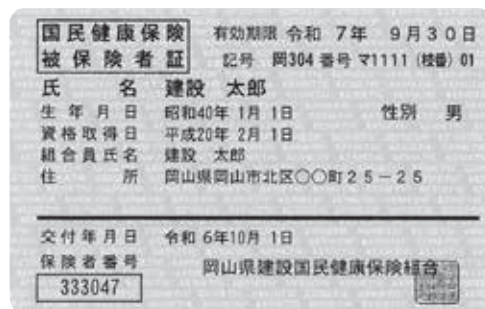 国民健康保険 有効期限 令和 7年 9月30日
被保険者証 記号 岡304 番号 マ1111 (枝番) 01
氏名 建設 太郎
生年月日 昭和40年 1月 1日 性別 男
資格取得日 平成20年 2月 1日
組合員氏名 建設 太郎
住所 岡山県岡山市北区〇〇町25-25
交付年月日 令和 6年10月 1日
保険者番号 岡山県建設国民健康保険組合
333047